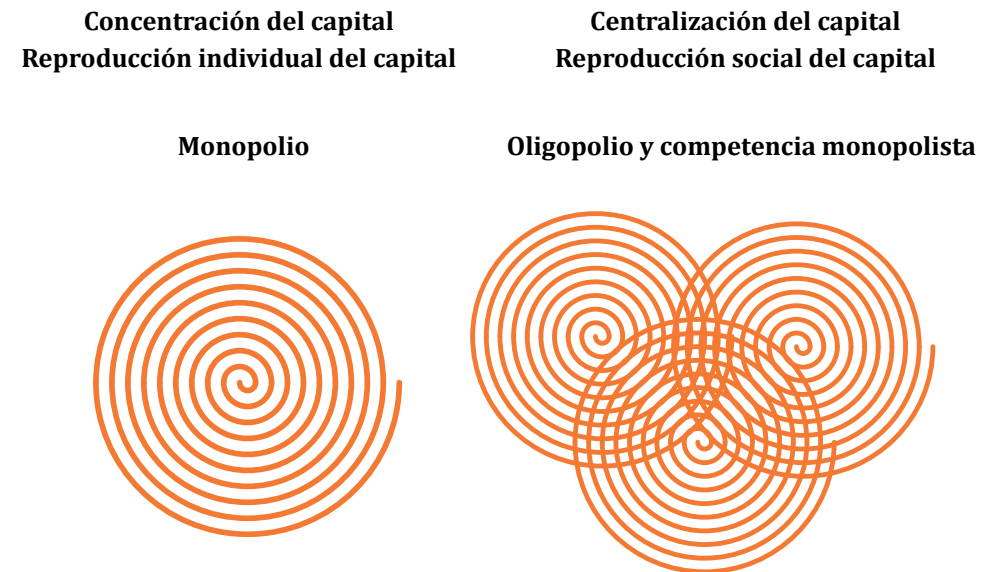 Concentración del capital
Reproducción individual del capital
Monopolio
Centralización del capital
Reproducción social del capital
Oligopolio y competencia monopolista